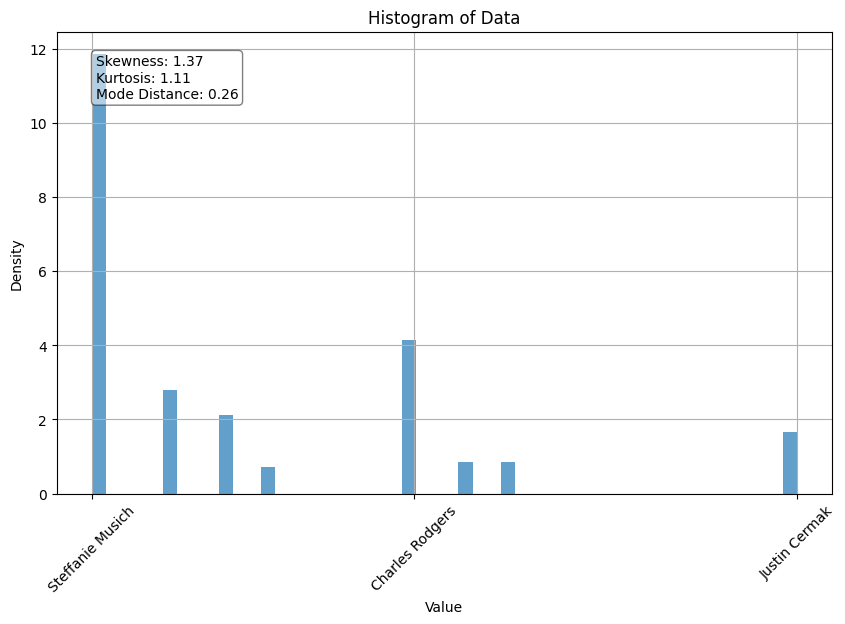 Histogram of Data
12
10
8
6
4
2
0
Density
Skewness: 1.37
Kurtosis: 1.11
Mode Distance: 0.26
Steffanie Musich
Charles Rodgers
Justin Cermak
Value